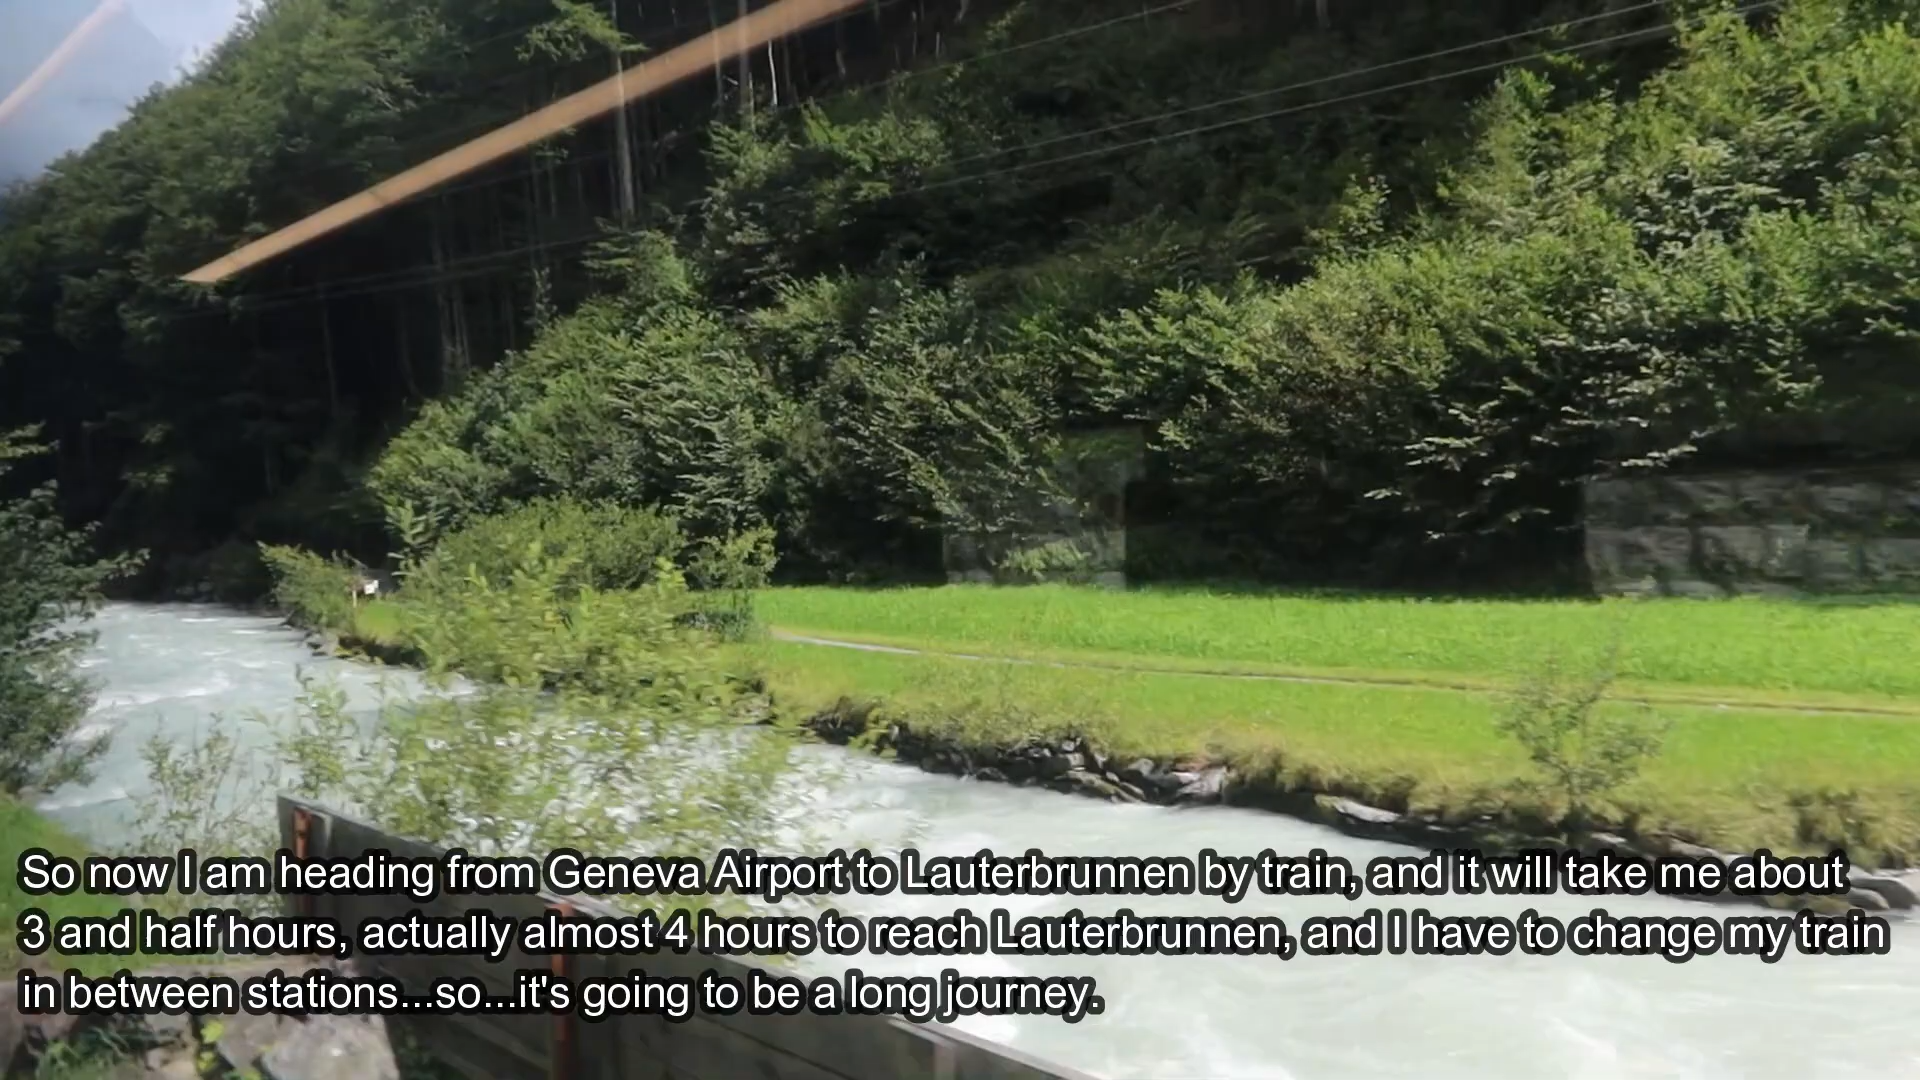 So now I am heading from Geneva Airport to Lauterbrunnen by train, and it will take me about
3 and half hours, actually almost 4 hours to reach Lauterbrunnen, and I have to change my train
in between stations...so...it's going to be a long journey.